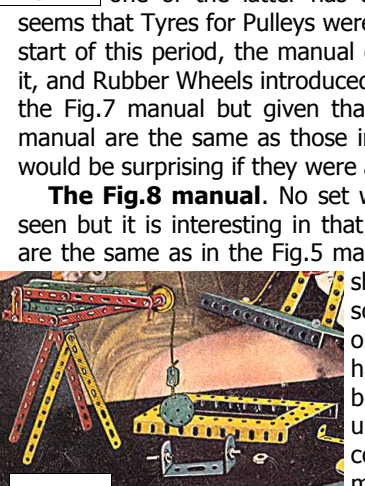 one of the latter has
seems that Tyres for Pulleys were
start of this period, the manual
it, and Rubber Wheels introduced
the Fig.7 manual but given tha
manual are the same as those in
would be surprising if they were a
The Fig.8 manual. No set w
seen but it is interesting in that
are the same as in the Fig.5 ma
sh
so
o
h
b
u
co
m